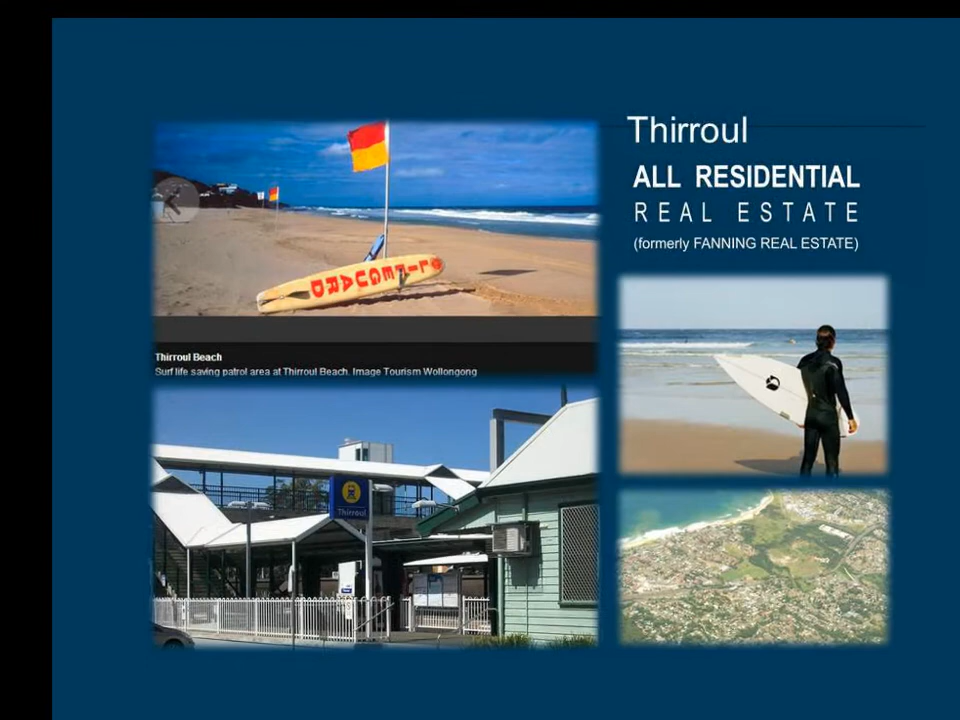 Thirroul
ALL RESIDENTIAL
REAL ESTATE
(formerly FANNING REAL ESTATE)
LIFEGUARD
Thirroul Beach
Surf life saving patrol area at Thirroul Beach. Image Tourism Wollongong
Thirroul